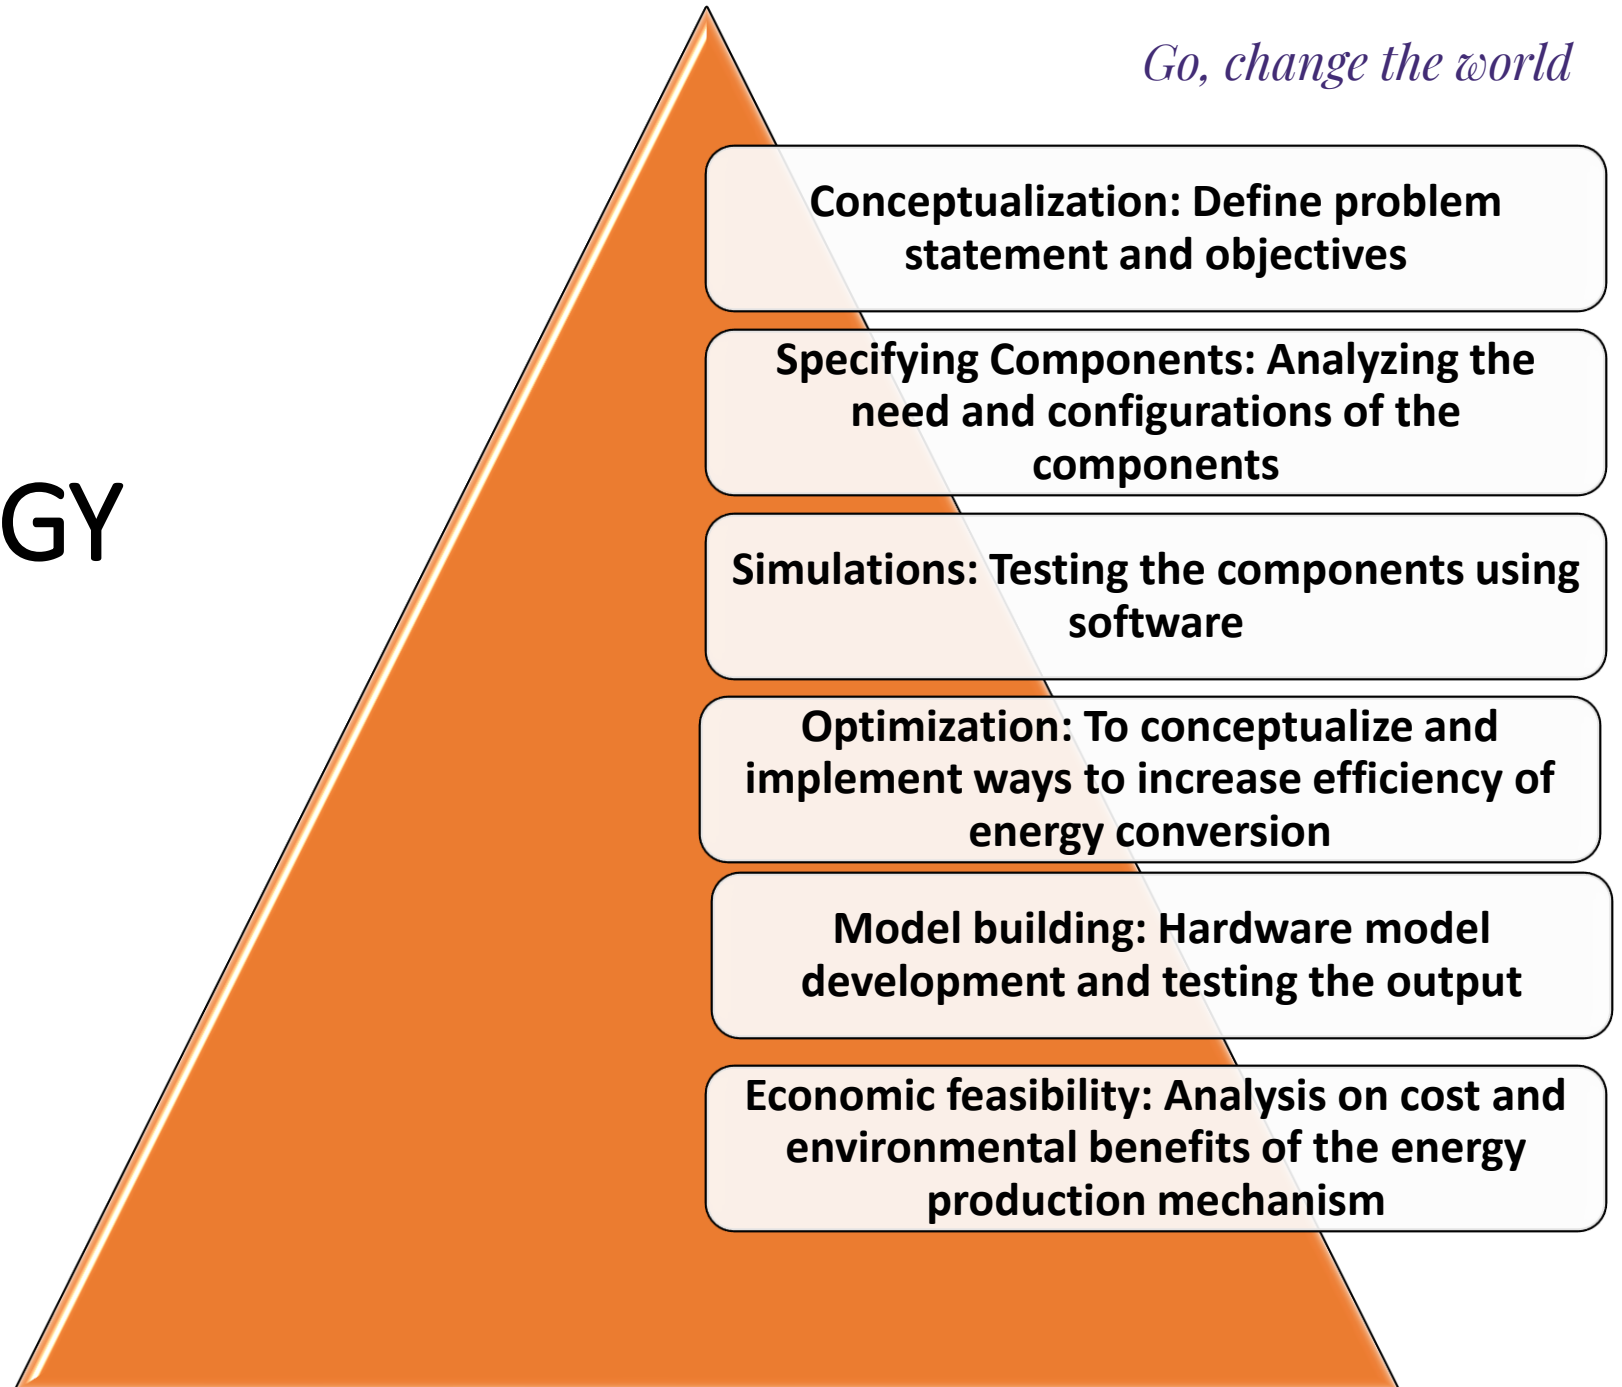 Go, change the world
Conceptualization: Define problem
statement and objectives
Specifying Components: Analyzing the
need and configurations of the
components
GY
Simulations: Testing the components using
software
Optimization: To conceptualize and
implement ways to increase efficiency of
energy conversion
Model building: Hardware model
development and testing the output
Economic feasibility: Analysis on cost and
environmental benefits of the energy
production mechanism